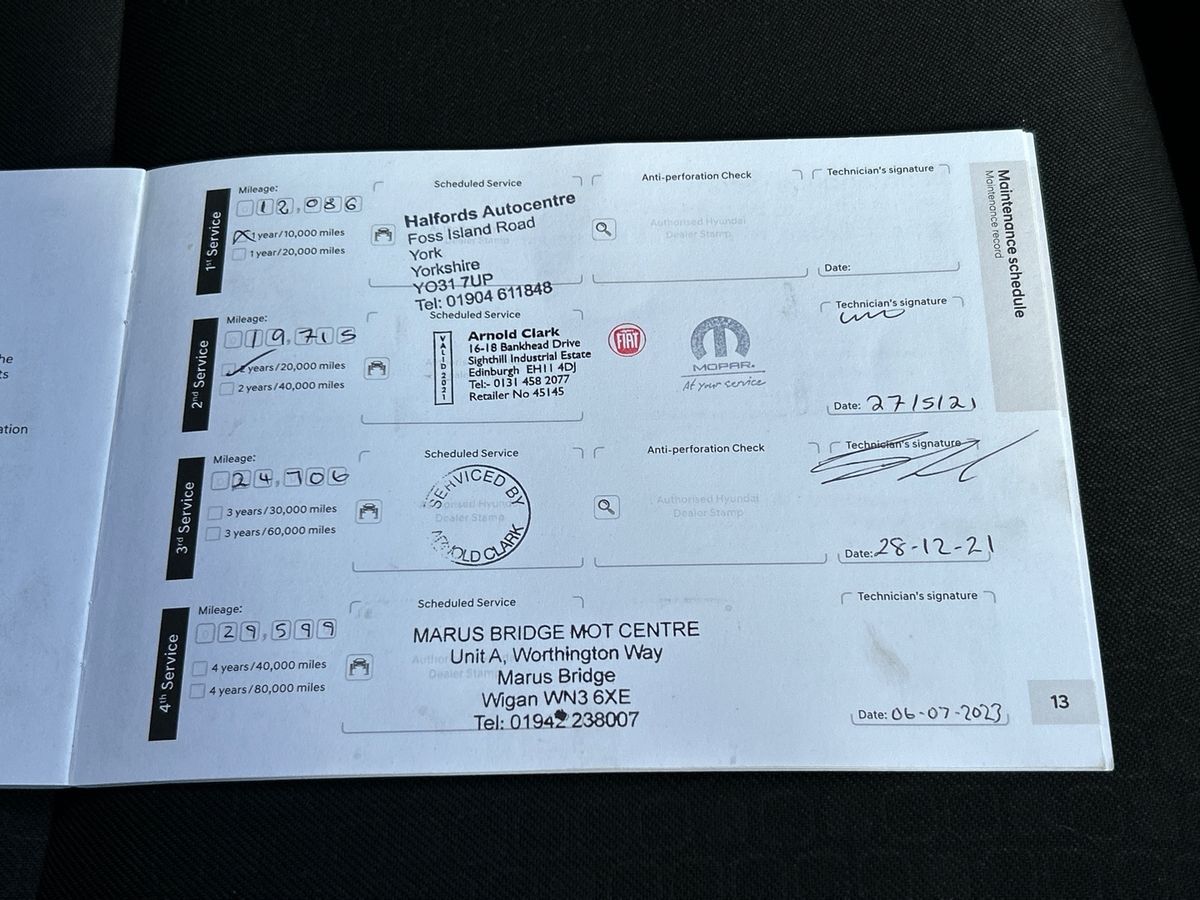 he
ts
ation
Maintenance schedule
Maintenance record
1st Service
Mileage:
12,086
1 year/10,000 miles
1 year/20,000 miles
Scheduled Service
Halfords Autocentre
Foss Island Road
York
Yorkshire
YO31 7UP
Tel: 01904 611848
Anti-perforation Check
Authorised Hyundai
Dealer Stamp
Technician's signature
Date:
2nd Service
Mileage:
19,715
2 years/20,000 miles
2 years/40,000 miles
Scheduled Service
VALID 2021
Arnold Clark
16-18 Bankhead Drive
Sighthill Industrial Estate
Edinburgh EH11 4DJ
Tel:- 0131 458 2077
Retailer No 45145
FIAT
MOPAR.
At your service
Technician's signature
Date: 27/5/21
3rd Service
Mileage:
24,706
3 years/30,000 miles
3 years/60,000 miles
Scheduled Service
SERVICED BY
ARNOLD CLARK
Dealer Stamp
Anti-perforation Check
Authorised Hyundai
Dealer Stamp
Technician's signature
Date: 28-12-21
4th Service
Mileage:
29,599
4 years/40,000 miles
4 years/80,000 miles
Scheduled Service
MARUS BRIDGE MOT CENTRE
Unit A, Worthington Way
Marus Bridge
Wigan WN3 6XE
Tel: 01942 238007
Technician's signature
Date: 06-07-2023
13